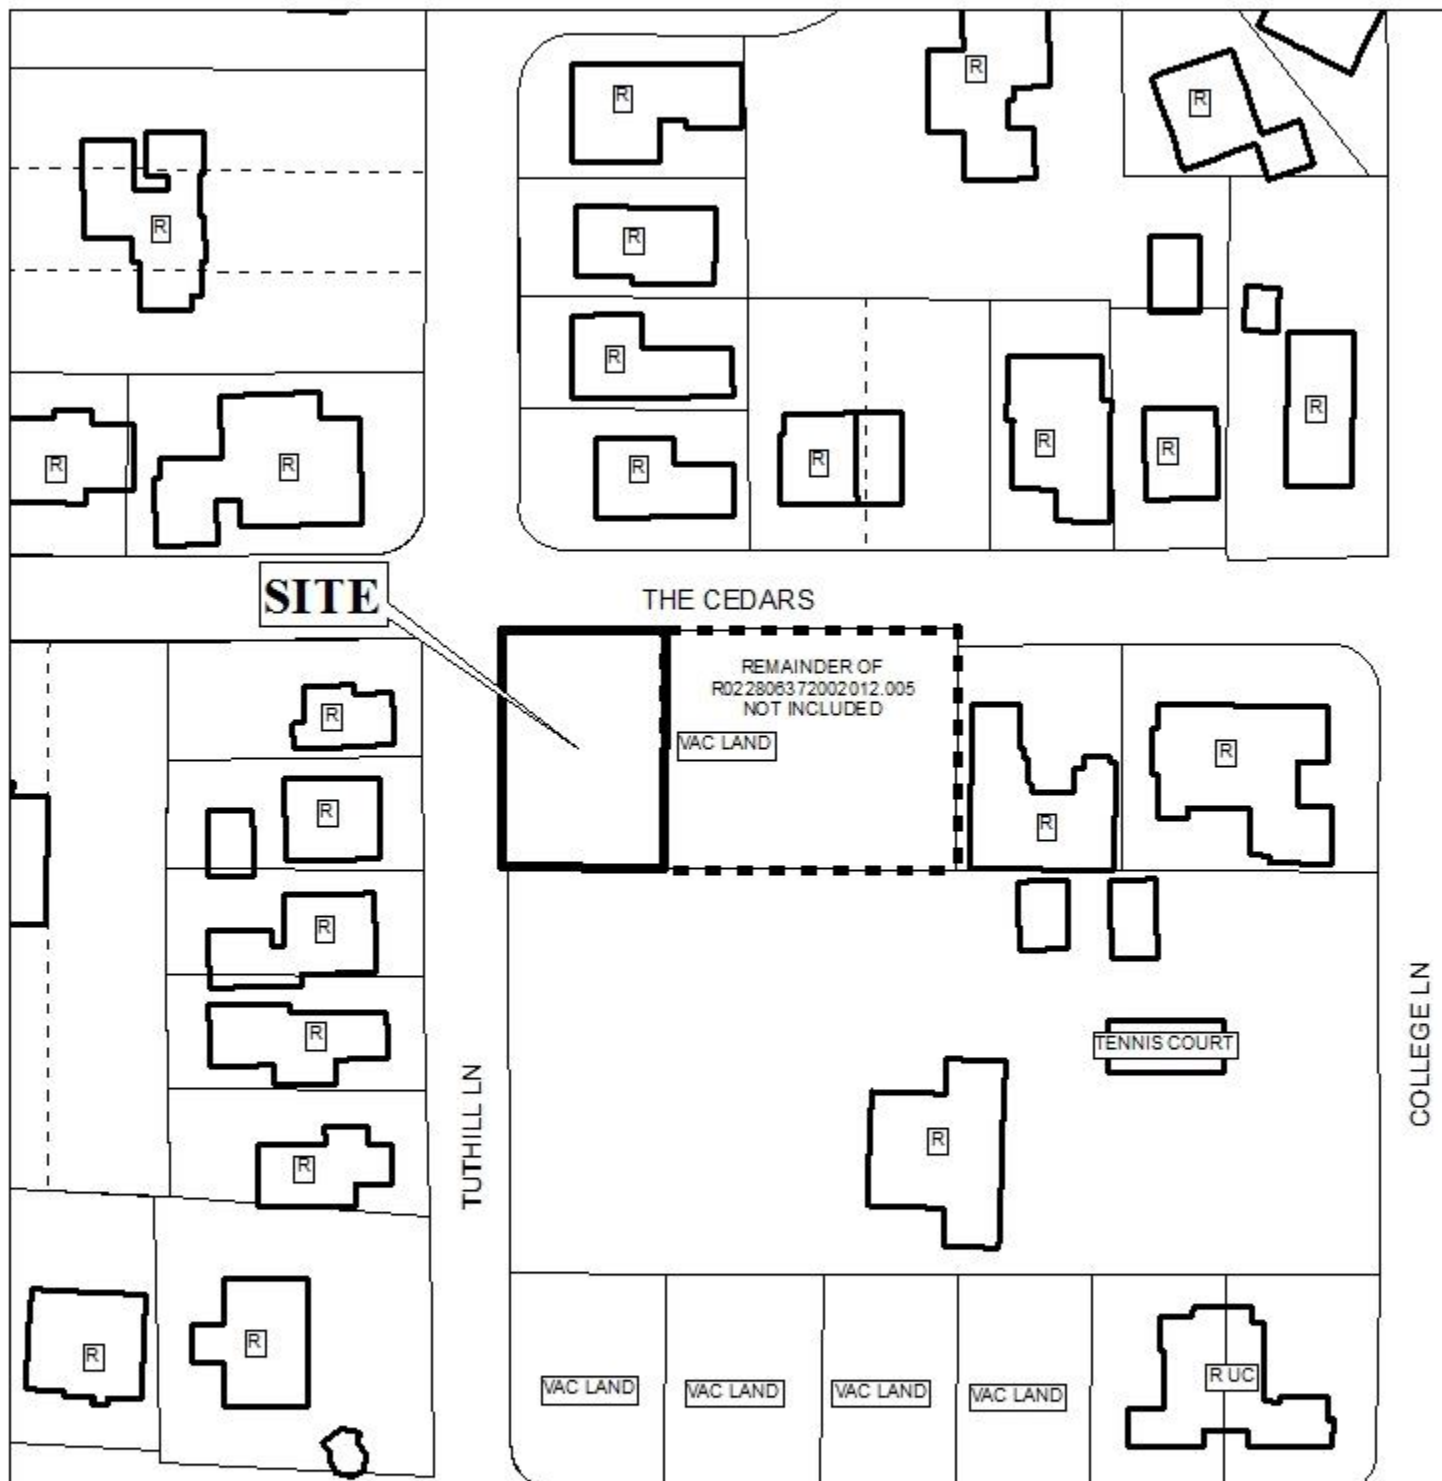 R
R
R
R
R
R
R
R
R
R
R
R
R
R
SITE
THE CEDARS
REMAINDER OF
R022806372002012.005
NOT INCLUDED
VAC LAND
R
R
R
R
R
R
TENNIS COURT
COLLEGE LN
TUTHILL LN
R
R
R
R
VAC LAND
VAC LAND
VAC LAND
VAC LAND
R UC